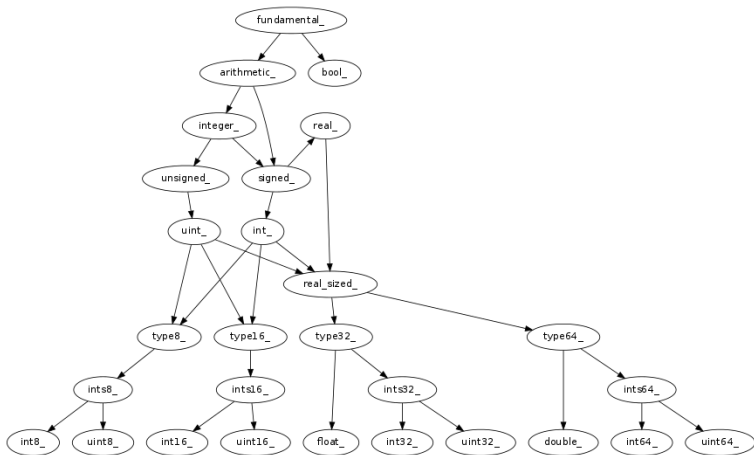 fundamental_
arithmetic_
bool_
integer_
real_
unsigned_
signed_
uint_
int_
real_sized_
type8_
type16_
type32_
type64_
ints8_
ints16_
ints32_
ints64_
int8_
uint8_
int16_
uint16_
float_
int32_
uint32_
double_
int64_
uint64_